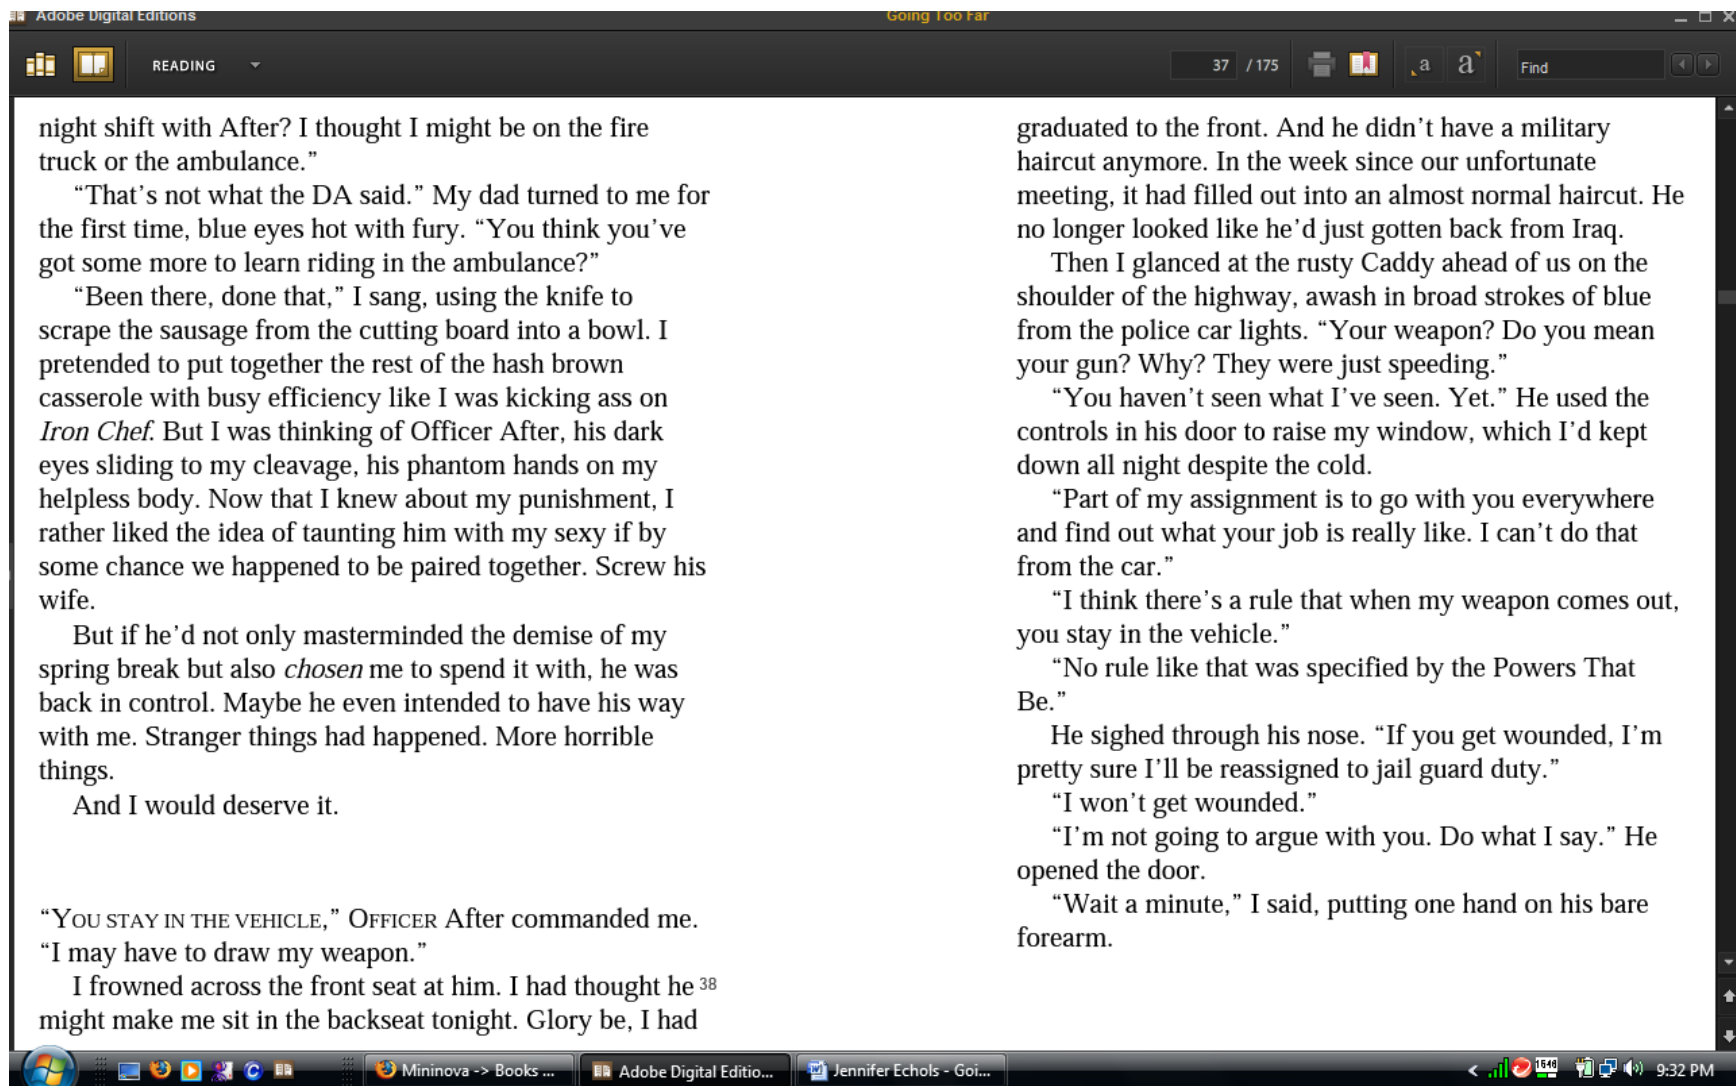 Adobe Digital Editions
Going Too Far
READING
37 / 175
a
a
Find
night shift with After? I thought I might be on the fire
truck or the ambulance.”
“That’s not what the DA said.” My dad turned to me for
the first time, blue eyes hot with fury. “You think you’ve
got some more to learn riding in the ambulance?”
“Been there, done that,” I sang, using the knife to
scrape the sausage from the cutting board into a bowl. I
pretended to put together the rest of the hash brown
casserole with busy efficiency like I was kicking ass on
Iron Chef. But I was thinking of Officer After, his dark
eyes sliding to my cleavage, his phantom hands on my
helpless body. Now that I knew about my punishment, I
rather liked the idea of taunting him with my sexy if by
some chance we happened to be paired together. Screw his
wife.
But if he’d not only masterminded the demise of my
spring break but also chosen me to spend it with, he was
back in control. Maybe he even intended to have his way
with me. Stranger things had happened. More horrible
things.
And I would deserve it.
“YOU STAY IN THE VEHICLE,” OFFICER After commanded me.
“I may have to draw my weapon.”
I frowned across the front seat at him. I had thought he 38
might make me sit in the backseat tonight. Glory be, I had
graduated to the front. And he didn’t have a military
haircut anymore. In the week since our unfortunate
meeting, it had filled out into an almost normal haircut. He
no longer looked like he’d just gotten back from Iraq.
Then I glanced at the rusty Caddy ahead of us on the
shoulder of the highway, awash in broad strokes of blue
from the police car lights. “Your weapon? Do you mean
your gun? Why? They were just speeding.”
“You haven’t seen what I’ve seen. Yet.” He used the
controls in his door to raise my window, which I’d kept
down all night despite the cold.
“Part of my assignment is to go with you everywhere
and find out what your job is really like. I can’t do that
from the car.”
“I think there’s a rule that when my weapon comes out,
you stay in the vehicle.”
“No rule like that was specified by the Powers That
Be.”
He sighed through his nose. “If you get wounded, I’m
pretty sure I’ll be reassigned to jail guard duty.”
“I won’t get wounded.”
“I’m not going to argue with you. Do what I say.” He
opened the door.
“Wait a minute,” I said, putting one hand on his bare
forearm.
Mininova -> Books ...
Adobe Digital Editio...
Jennifer Echols - Goi...
9:32 PM